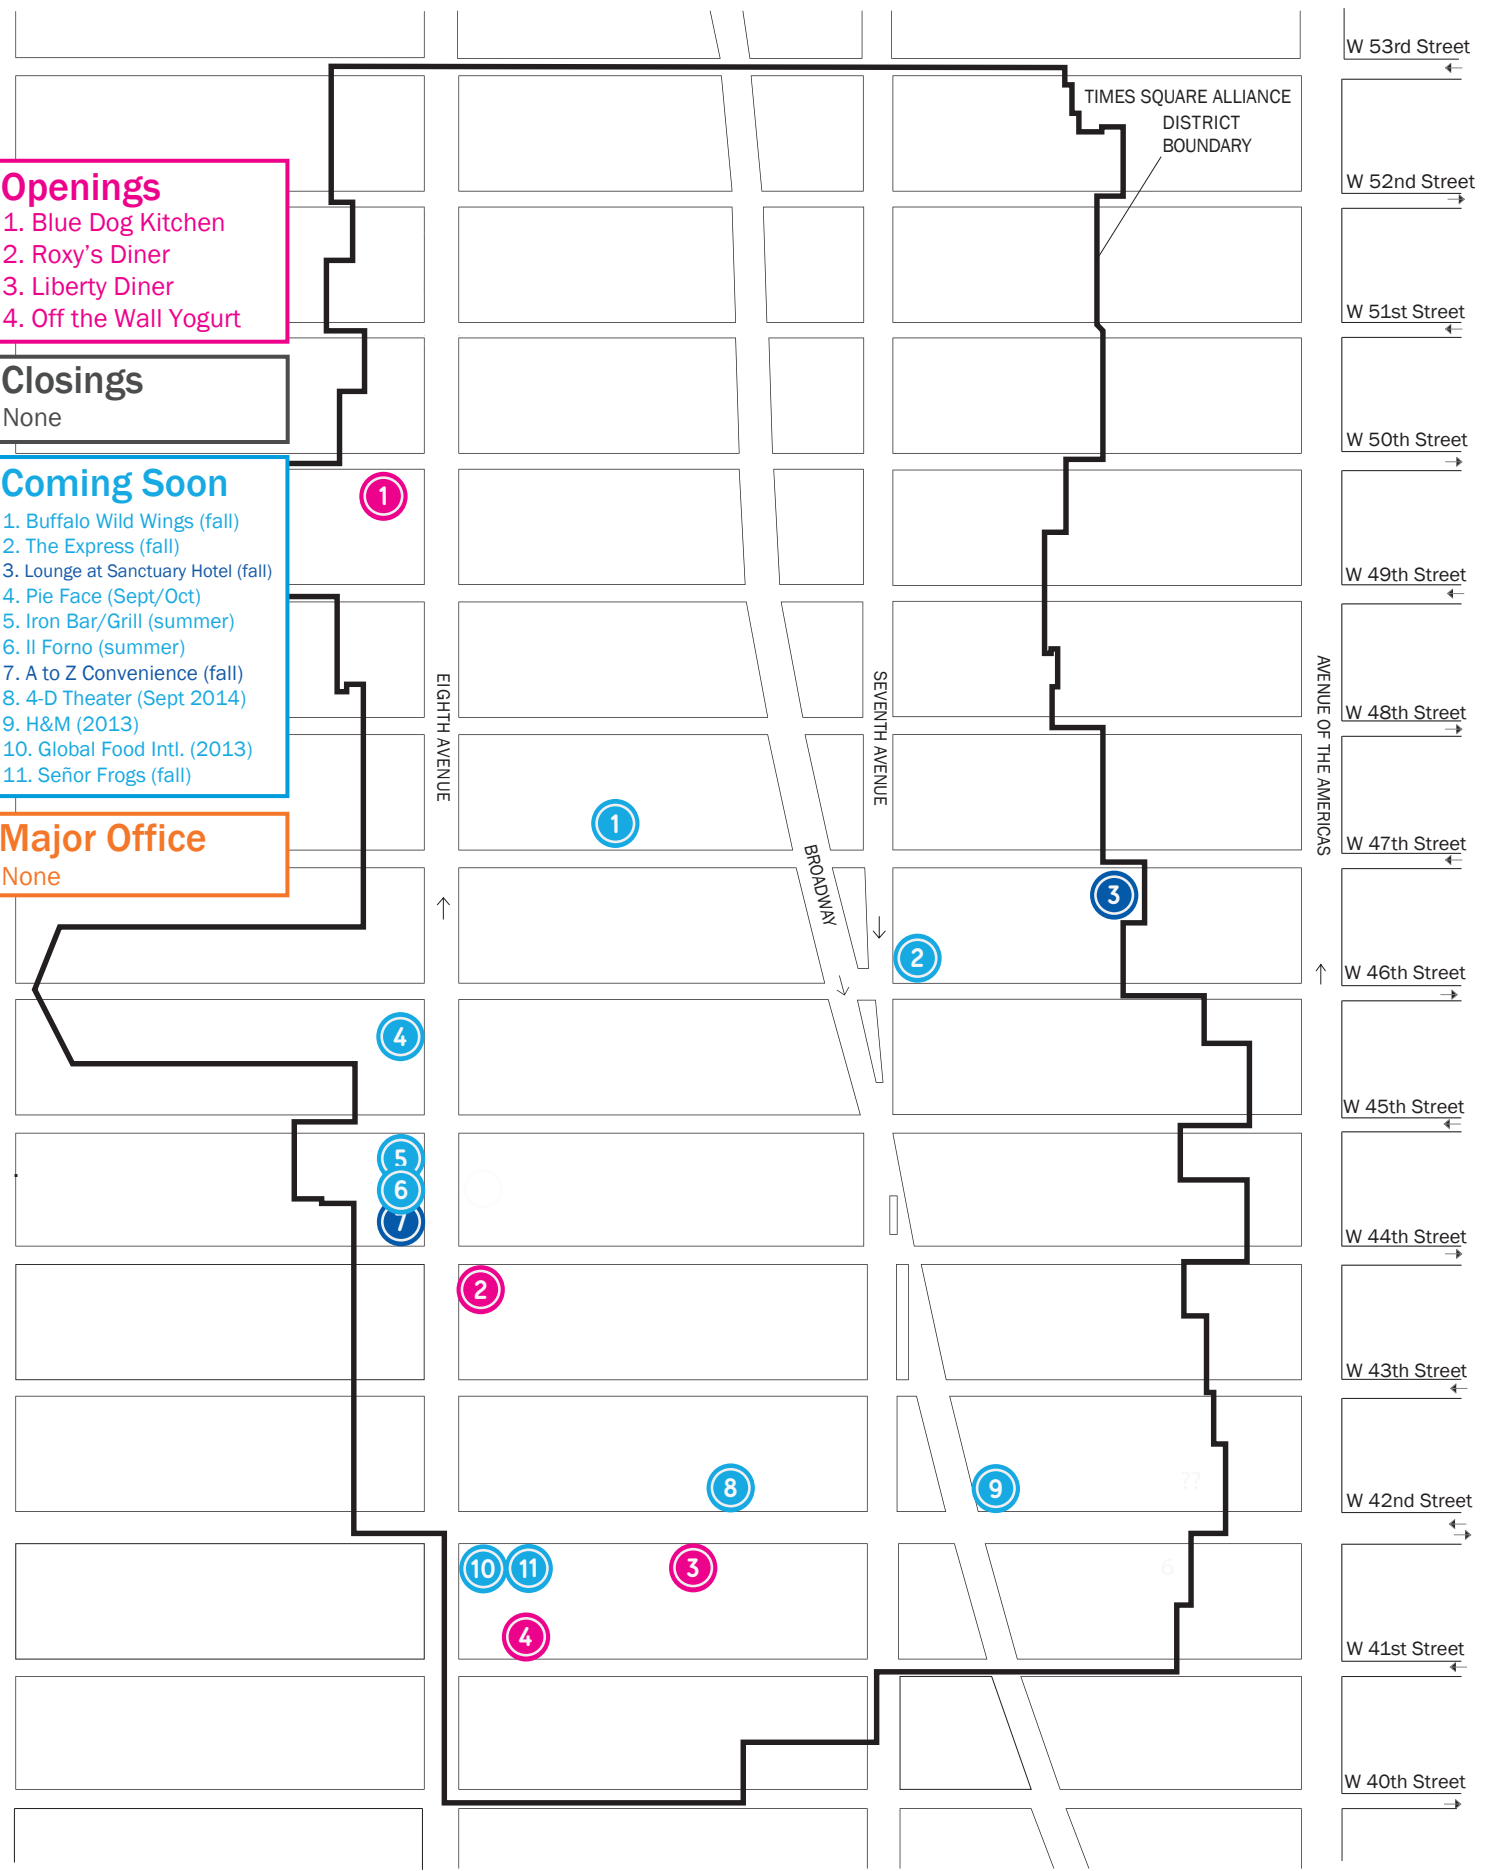 W 53rd Street
TIMES SQUARE ALLIANCE
DISTRICT
BOUNDARY
W 52nd Street
Openings
1. Blue Dog Kitchen
2. Roxy’s Diner
3. Liberty Diner
4. Off the Wall Yogurt
W 51st Street
Closings
None
W 50th Street
Coming Soon
1. Buffalo Wild Wings (fall)
2. The Express (fall)
3. Lounge at Sanctuary Hotel (fall)
4. Pie Face (Sept/Oct)
5. Iron Bar/Grill (summer)
6. Il Forno (summer)
7. A to Z Convenience (fall)
8. 4-D Theater (Sept 2014)
9. H&M (2013)
10. Global Food Intl. (2013)
11. Señor Frogs (fall)
1
W 49th Street
EIGHTH AVENUE
SEVENTH AVENUE
AVENUE OF THE AMERICAS
W 48th Street
Major Office
None
1
BROADWAY
W 47th Street
3
2
W 46th Street
4
W 45th Street
5
6
7
W 44th Street
2
W 43th Street
8
9
??
W 42nd Street
10
11
3
6
4
W 41st Street
W 40th Street